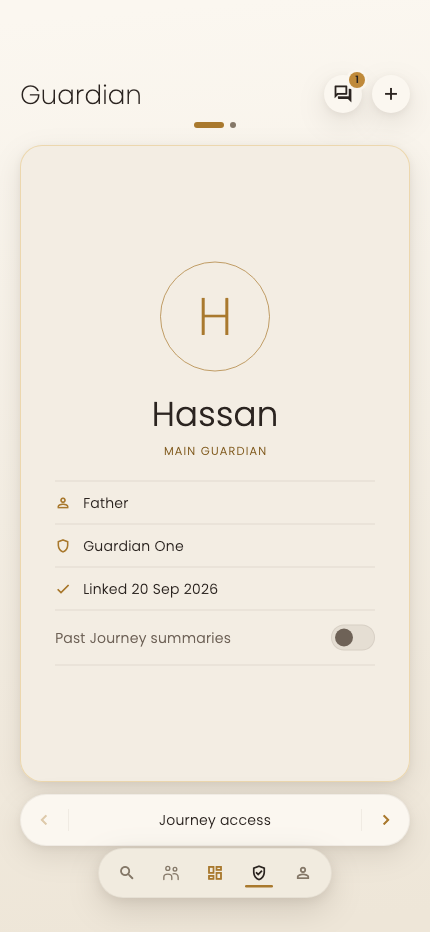 Guardian
1
H
Hassan
MAIN GUARDIAN
Father
Guardian One
Linked 20 Sep 2026
Past Journey summaries
Journey access